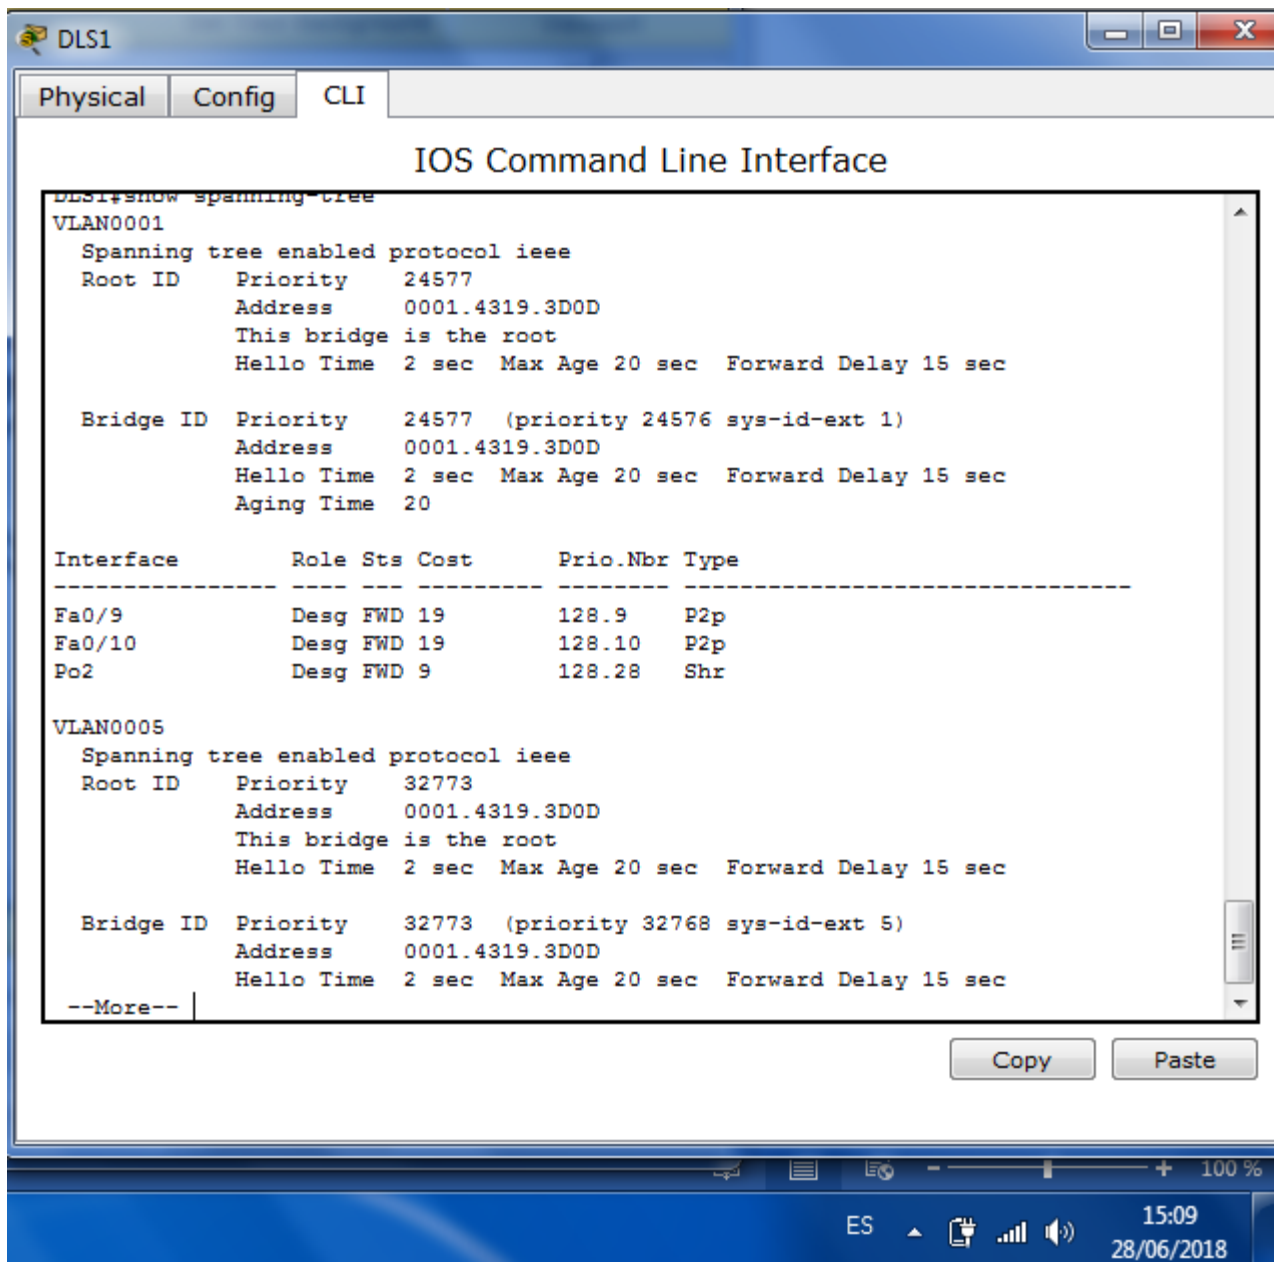 DLS1
Physical Config CLI
IOS Command Line Interface
DLS1#show spanning-tree
VLAN0001
  Spanning tree enabled protocol ieee
  Root ID    Priority    24577
             Address     0001.4319.3D0D
             This bridge is the root
             Hello Time  2 sec  Max Age 20 sec  Forward Delay 15 sec
  Bridge ID  Priority    24577  (priority 24576 sys-id-ext 1)
             Address     0001.4319.3D0D
             Hello Time  2 sec  Max Age 20 sec  Forward Delay 15 sec
             Aging Time  20
Interface        Role Sts Cost      Prio.Nbr Type
---------------- ---- --- --------- -------- --------------------------------
Fa0/9            Desg FWD 19        128.9    P2p
Fa0/10           Desg FWD 19        128.10   P2p
Po2              Desg FWD 9         128.28   Shr
VLAN0005
  Spanning tree enabled protocol ieee
  Root ID    Priority    32773
             Address     0001.4319.3D0D
             This bridge is the root
             Hello Time  2 sec  Max Age 20 sec  Forward Delay 15 sec
  Bridge ID  Priority    32773  (priority 32768 sys-id-ext 5)
             Address     0001.4319.3D0D
             Hello Time  2 sec  Max Age 20 sec  Forward Delay 15 sec
 --More--
Copy Paste
100 %
ES 15:09
28/06/2018